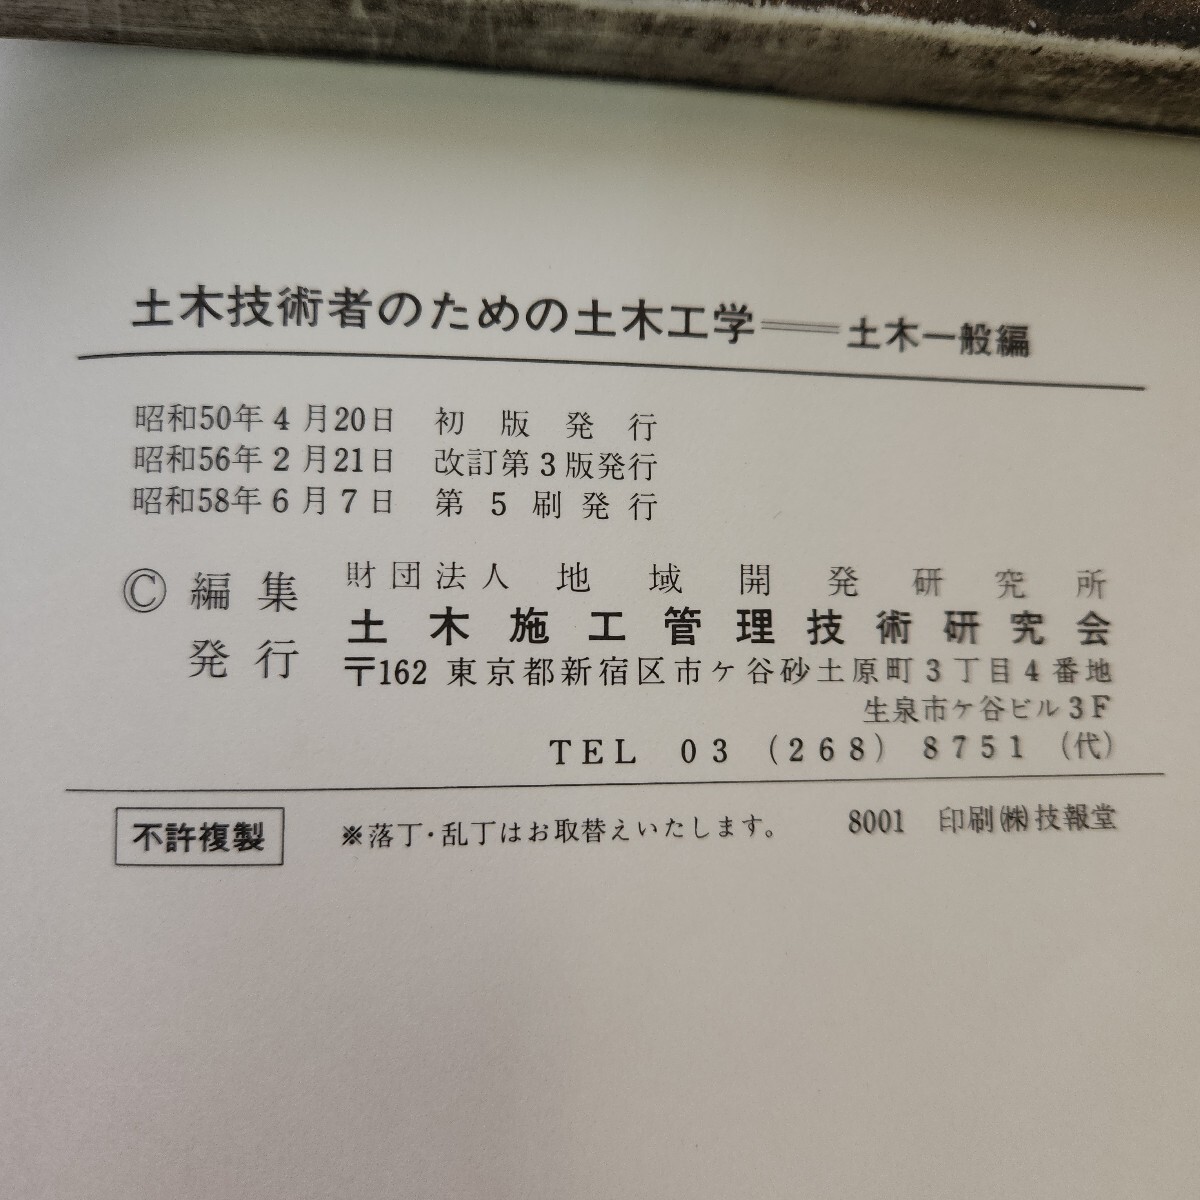 土木技術者のための土木工学══土木一般編
昭和50年4月20日 初版発行
昭和56年2月21日 改訂第3版発行
昭和58年6月7日 第5刷発行
Ⓒ編集 財団法人 地域開発研究所
発行 土木施工管理技術研究会
〒162 東京都新宿区市ケ谷砂土原町3丁目4番地
生泉市ケ谷ビル3F
TEL 03 (268) 8751 (代)
不許複製 ※落丁・乱丁はお取替えいたします。 8001 印刷㈱技報堂